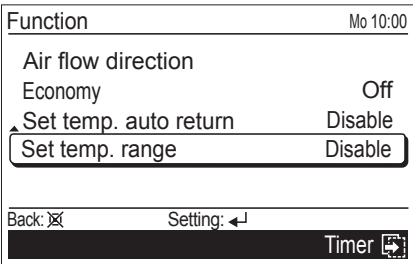 Function Mo 10:00
Air flow direction
Economy Off
Set temp. auto return Disable
Set temp. range Disable
Back: Setting:
Timer